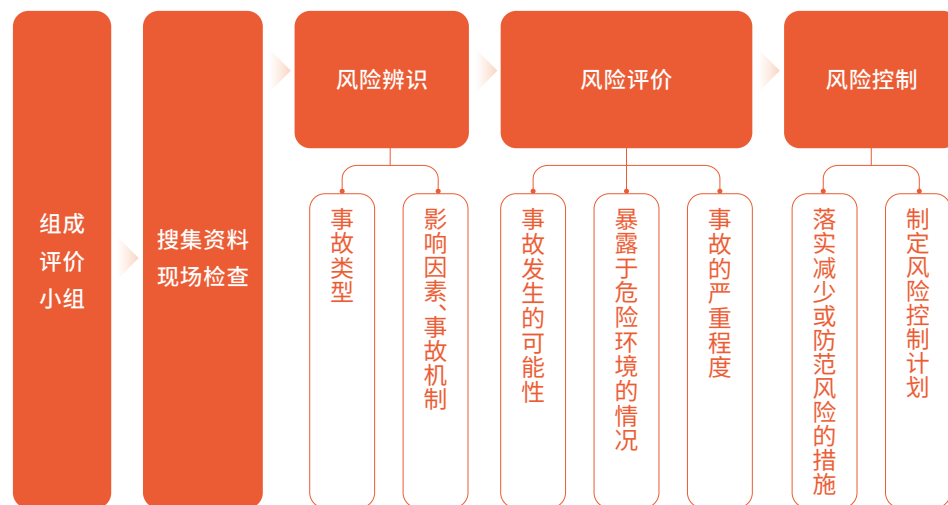 组成
评价
小组
搜集资料
现场检查
风险辨识
事故类型
影响因素、事故机制
风险评价
事故发生的可能性
暴露于危险环境的情况
事故的严重程度
风险控制
落实减少或防范风险的措施
制定风险控制计划